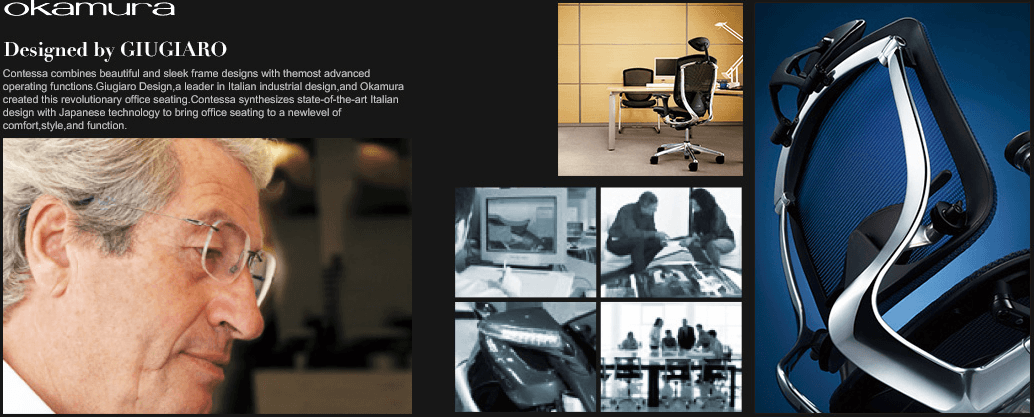 okamura
Designed by GIUGIARO
Contessa combines beautiful and sleek frame designs with themost advanced
operating functions.Giugiaro Design,a leader in Italian industrial design,and Okamura
created this revolutionary office seating.Contessa synthesizes state-of-the-art Italian
design with Japanese technology to bring office seating to a newlevel of
comfort,style,and function.